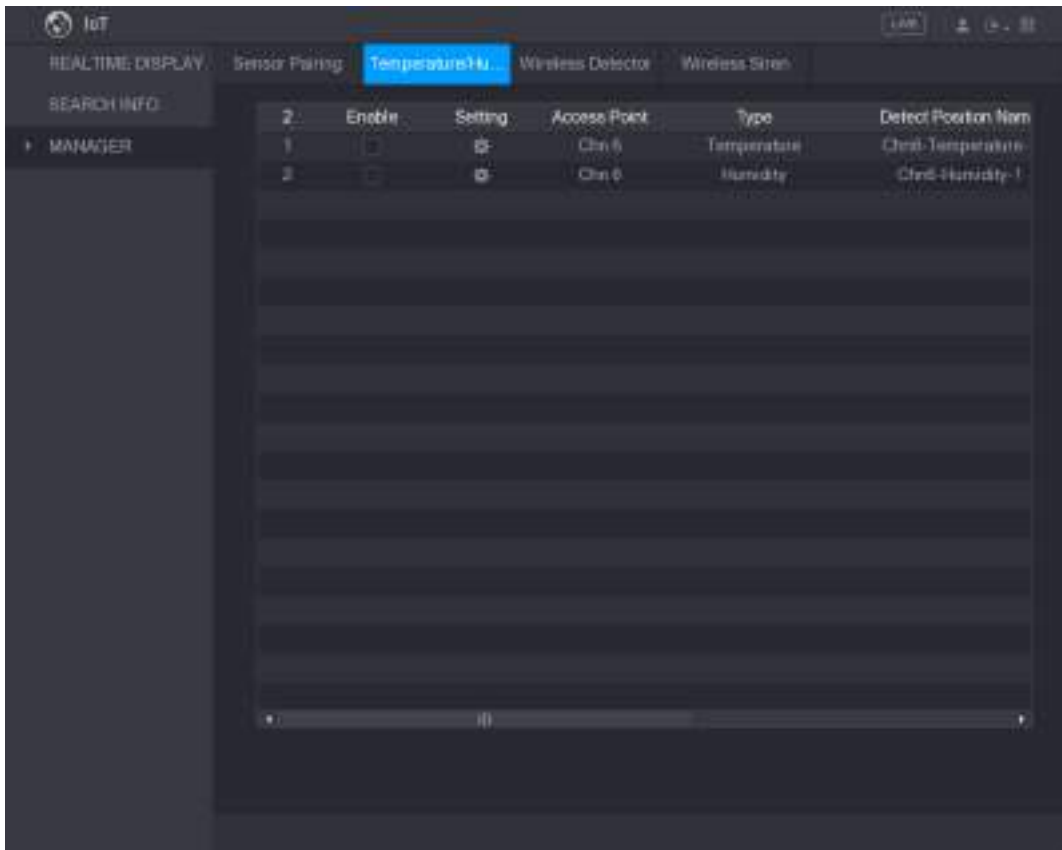 IoT
LIVE
REALTIME DISPLAY
Sensor Pairing
Temperature/Hu...
Wireless Detector
Wireless Siren
SEARCH INFO
MANAGER
2 Enable Setting Access Point Type Detect Position Nam
1 Chn 6 Temperature Chn6-Temperature-
2 Chn 6 Humidity Chn6-Humidity-1